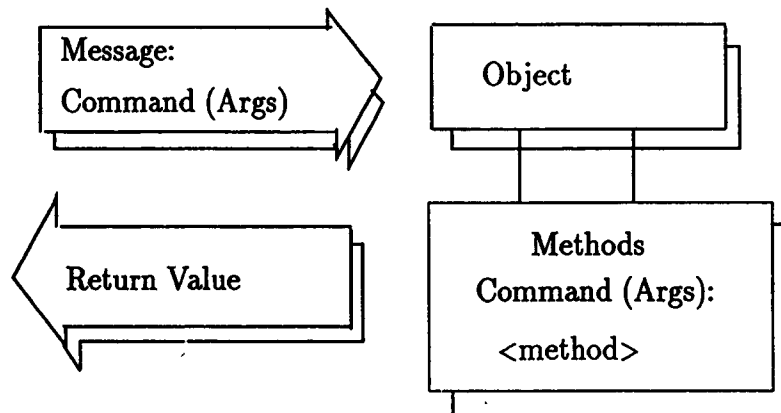 Message:
Command (Args)
Object
Return Value
Methods
Command (Args):
<method>